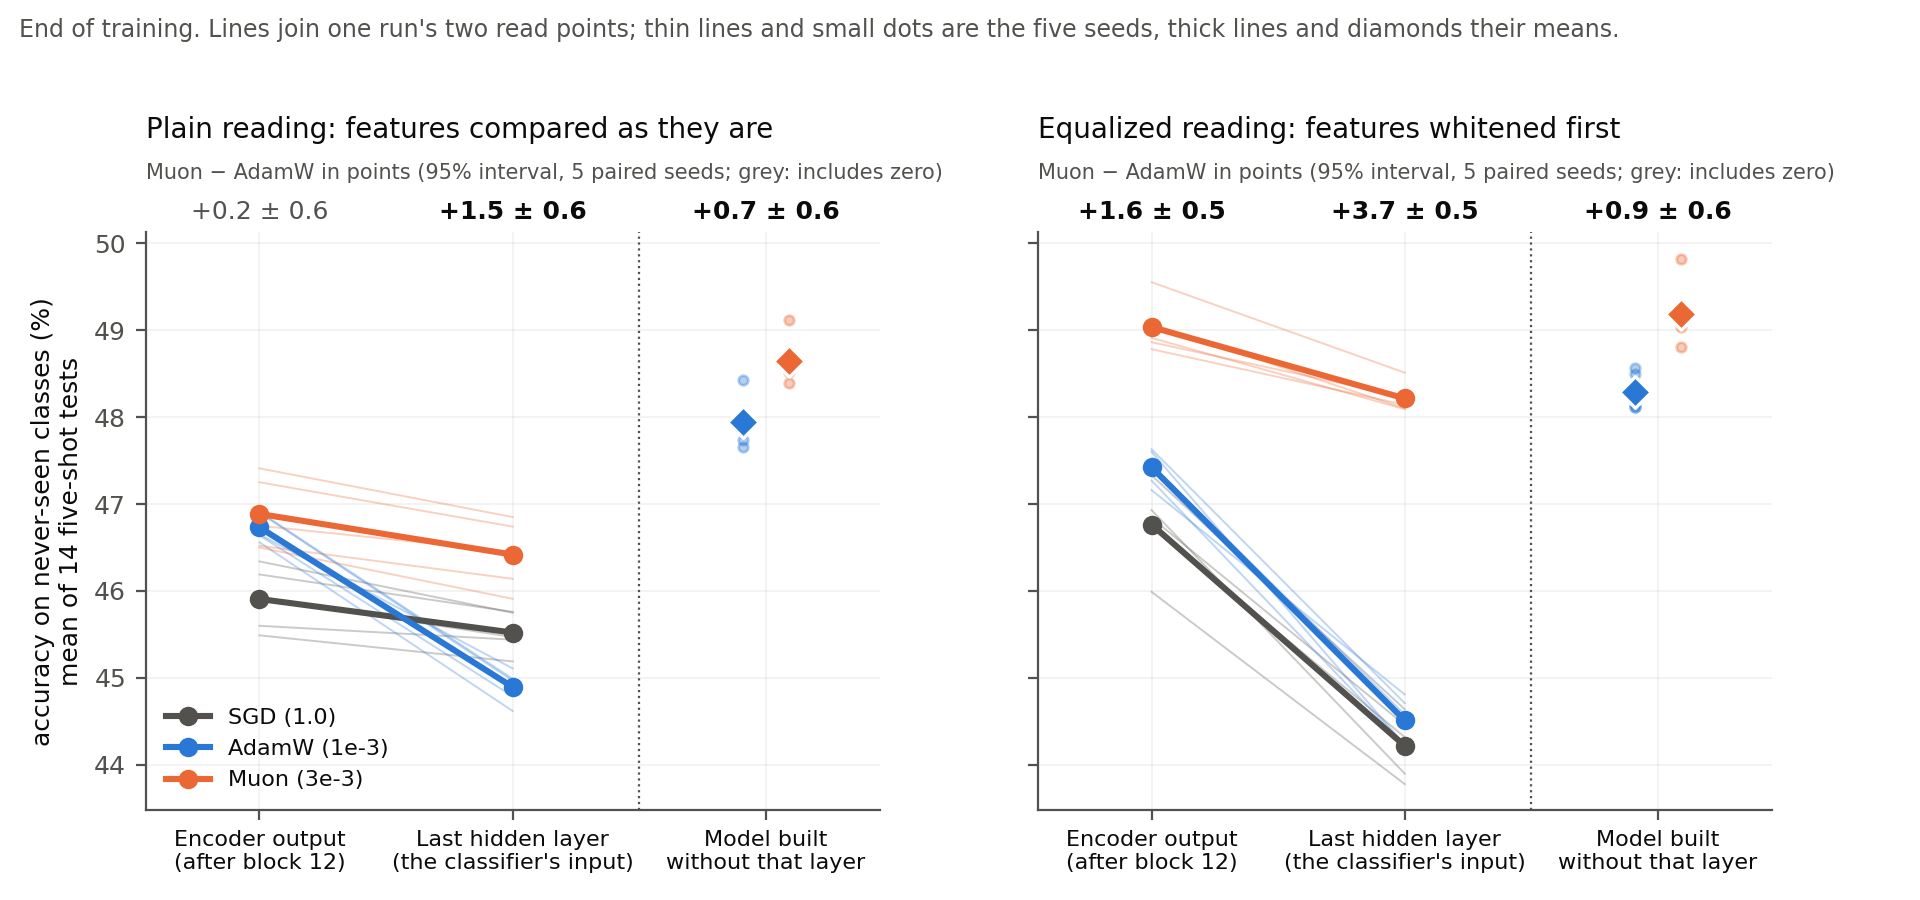 End of training. Lines join one run's two read points; thin lines and small dots are the five seeds, thick lines and diamonds their means.
Plain reading: features compared as they are
Muon − AdamW in points (95% interval, 5 paired seeds; grey: includes zero)
+0.2 ± 0.6
+1.5 ± 0.6
+0.7 ± 0.6
accuracy on never-seen classes (%)
mean of 14 five-shot tests
50
49
48
47
46
45
44
SGD (1.0)
AdamW (1e-3)
Muon (3e-3)
Encoder output
(after block 12)
Last hidden layer
(the classifier's input)
Model built
without that layer
Equalized reading: features whitened first
Muon − AdamW in points (95% interval, 5 paired seeds; grey: includes zero)
+1.6 ± 0.5
+3.7 ± 0.5
+0.9 ± 0.6
Encoder output
(after block 12)
Last hidden layer
(the classifier's input)
Model built
without that layer